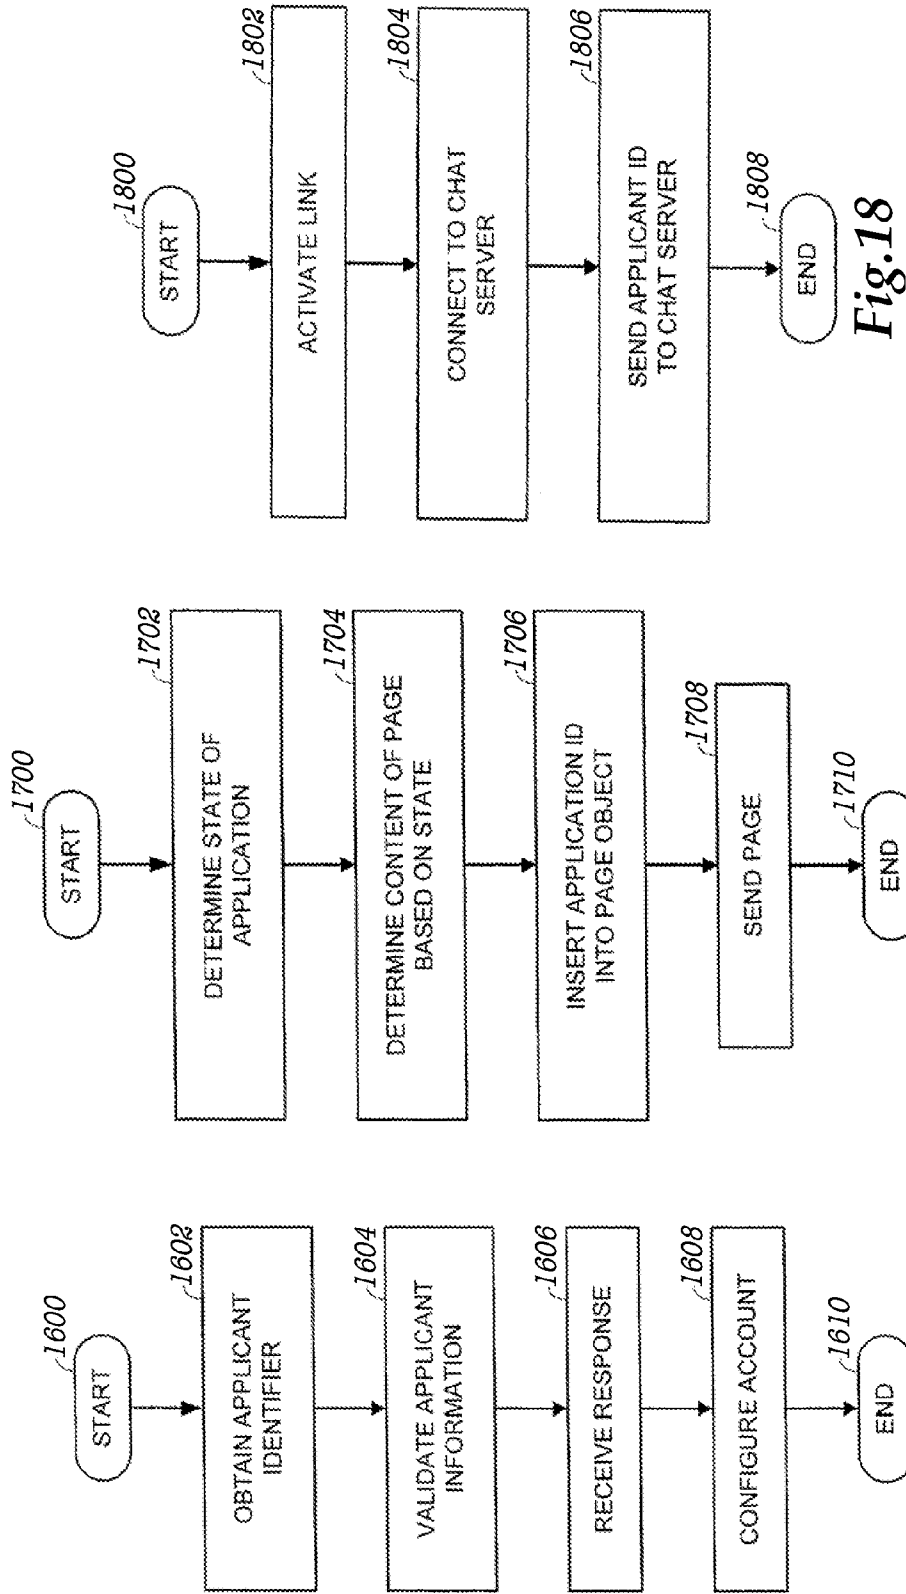 1600
START
1602
OBTAIN APPLICANT
IDENTIFIER
1604
VALIDATE APPLICANT
INFORMATION
1606
RECEIVE RESPONSE
1608
CONFIGURE ACCOUNT
1610
END
1700
START
1702
DETERMINE STATE OF
APPLICATION
1704
DETERMINE CONTENT OF PAGE
BASED ON STATE
1706
INSERT APPLICATION ID
INTO PAGE OBJECT
1708
SEND PAGE
1710
END
1800
START
1802
ACTIVATE LINK
1804
CONNECT TO CHAT
SERVER
1806
SEND APPLICANT ID
TO CHAT SERVER
1808
END
Fig.18